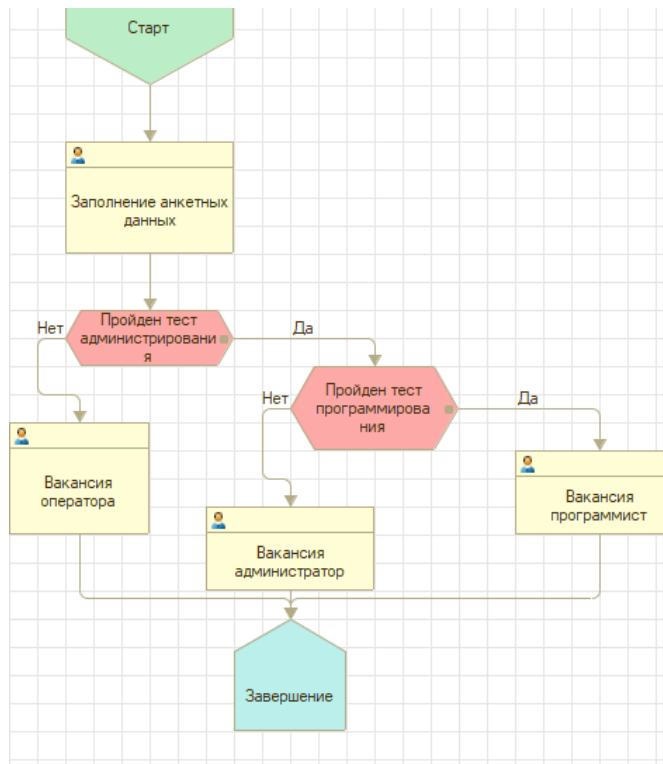 Старт
Заполнение анкетных
данных
Нет
Пройден тест
администрировани
я
Да
Нет
Пройден тест
программирова
ния
Да
Вакансия
оператора
Вакансия
программист
Вакансия
администратор
Завершение